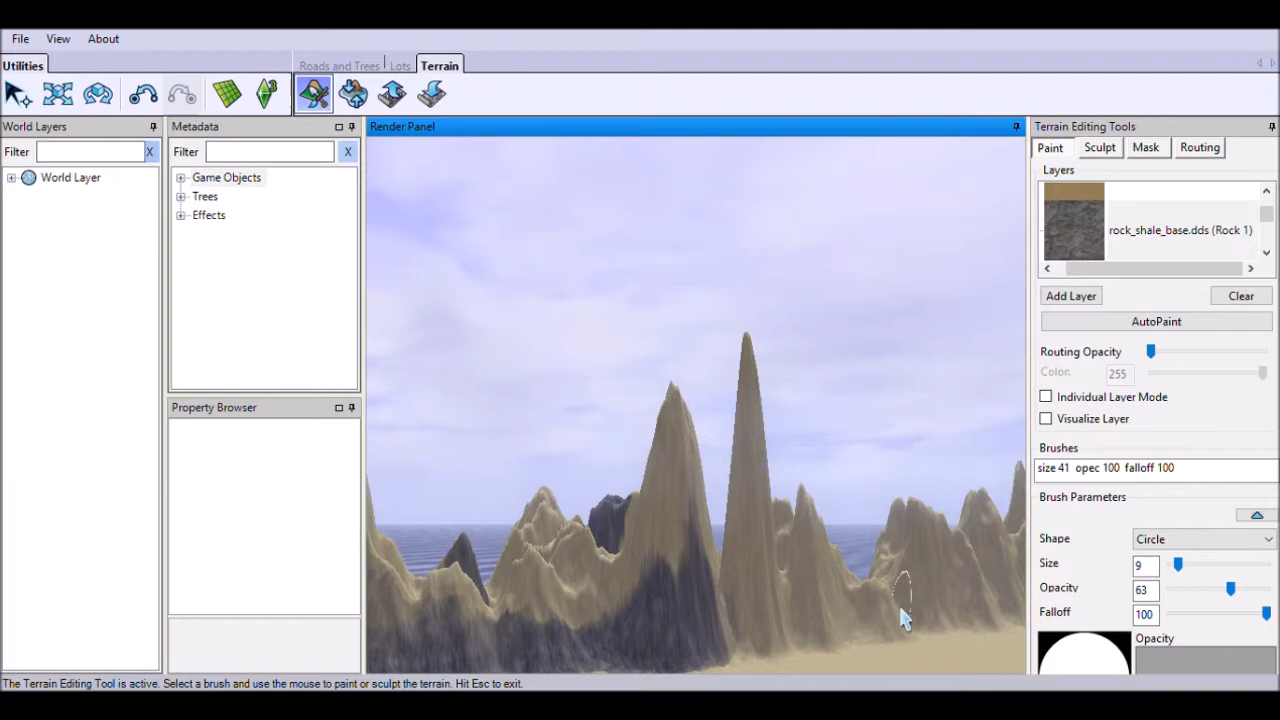 File View About
Utilities Roads and Trees Lots Terrain
World Layers Metadata Render Panel Terrain Editing Tools
Filter X Filter X Paint Sculpt Mask Routing
World Layer
Game Objects
Trees
Effects
Property Browser
Layers
rock_shale_base.dds (Rock 1)
Add Layer Clear
AutoPaint
Routing Opacity
Color: 255
Individual Layer Mode
Visualize Layer
Brushes
size 41 opec 100 falloff 100
Brush Parameters
Shape Circle
Size 9
Opacity 63
Falloff 100
Opacity
The Terrain Editing Tool is active. Select a brush and use the mouse to paint or sculpt the terrain. Hit Esc to exit.